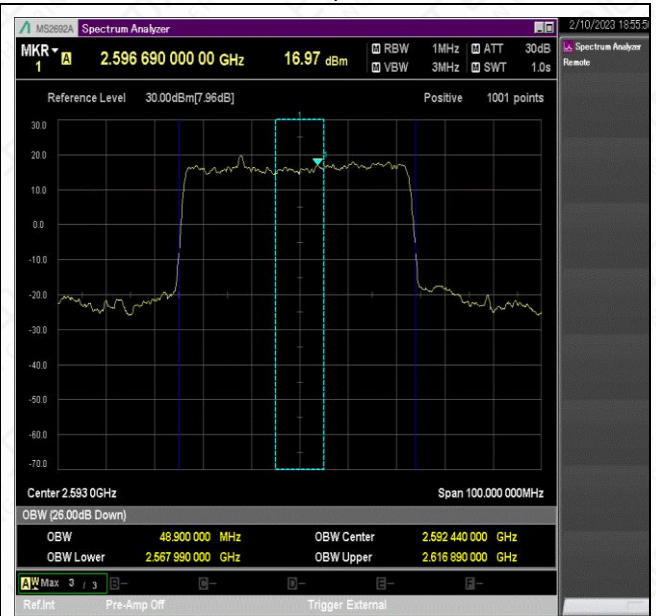 MS2692A Spectrum Analyzer
2/10/2023 18:55:5
MKR A 2.596 690 000 00 GHz 16.97 dBm M RBW 1MHz M ATT 30dB
1 M VBW 3MHz M SWT 1.0s
Spectrum Analyzer
Remote
Reference Level 30.00dBm[7.96dB] Positive 1001 points
1
30.0
20.0
10.0
0.0
-10.0
-20.0
-30.0
-40.0
-50.0
-60.0
-70.0
Center 2.593 0GHz Span 100.000 000MHz
OBW (26.00dB Down)
OBW 48.900 000 MHz OBW Center 2.592 440 000 GHz
OBW Lower 2.567 990 000 GHz OBW Upper 2.616 890 000 GHz
A W Max 3 / 3 B- C- D- E- F-
Ref.Int Pre-Amp Off Trigger External